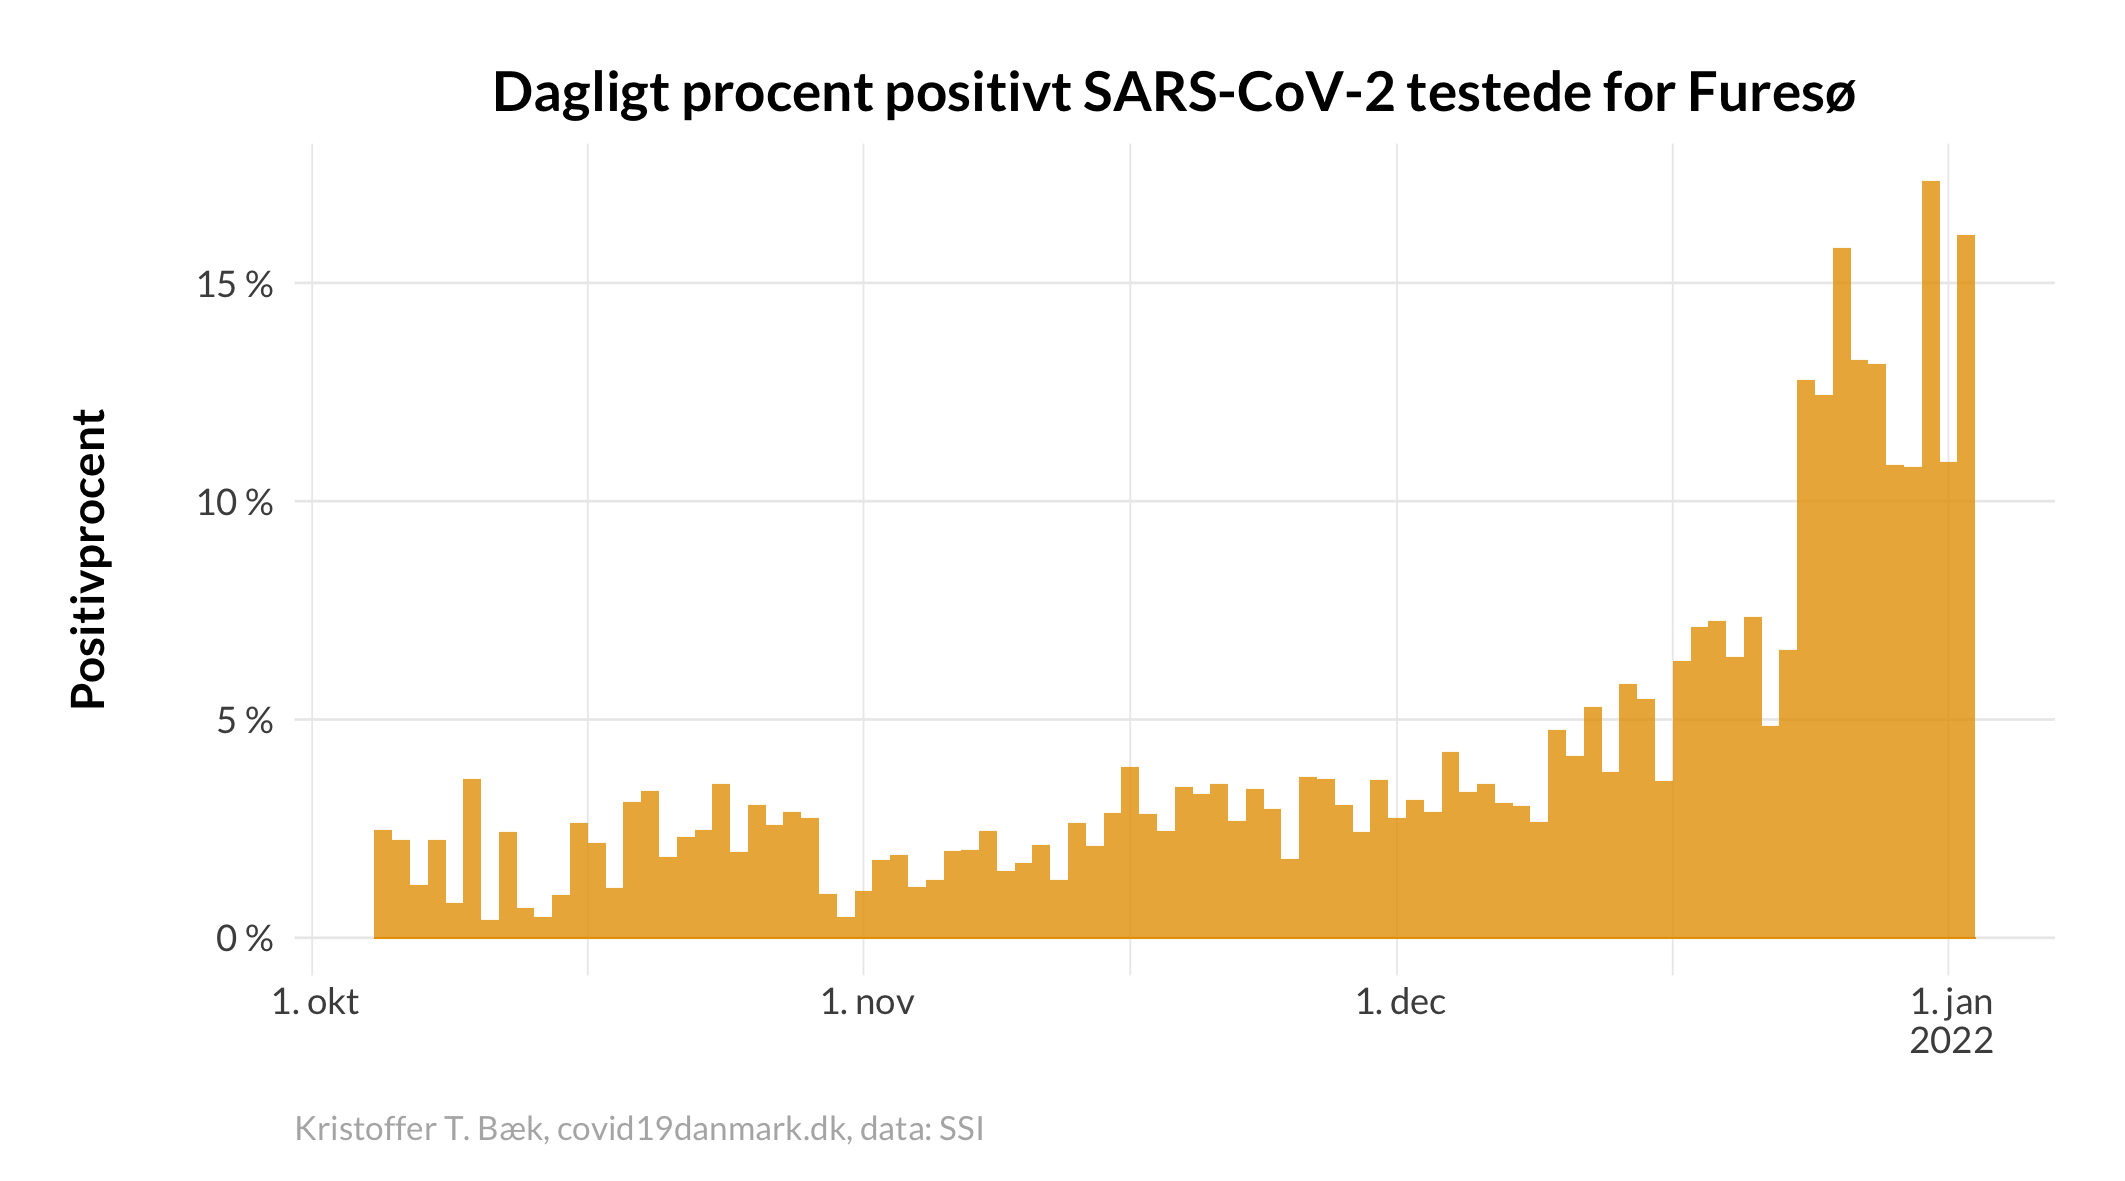 Dagligt procent positivt SARS-CoV-2 testede for Furesø
Positivprocent
15 %
10 %
5 %
0 %
1. okt
1. nov
1. dec
1. jan
2022
Kristoffer T. Bæk, covid19danmark.dk, data: SSI